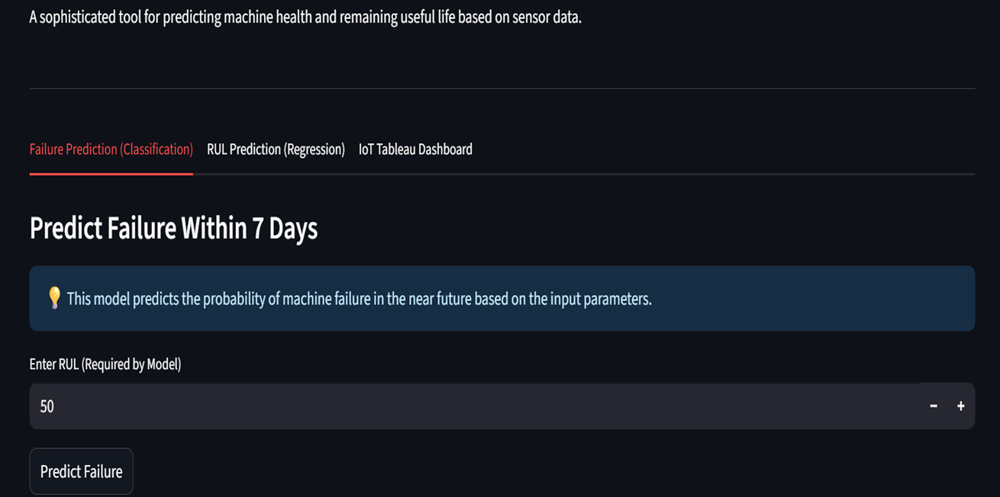 A sophisticated tool for predicting machine health and remaining useful life based on sensor data.
Failure Prediction (Classification) RUL Prediction (Regression) IoT Tableau Dashboard
Predict Failure Within 7 Days
💡 This model predicts the probability of machine failure in the near future based on the input parameters.
Enter RUL (Required by Model)
50 - +
Predict Failure